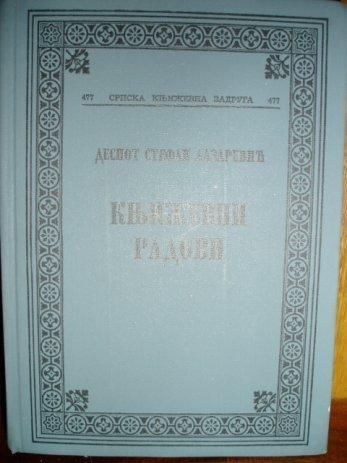 477 СРПСКА КЊИЖЕВНА ЗАДРУГА 477
ДЕСПОТ СТЕФАН ЛАЗАРЕВИЋ
КЊИЖЕВНИ
РАДОВИ